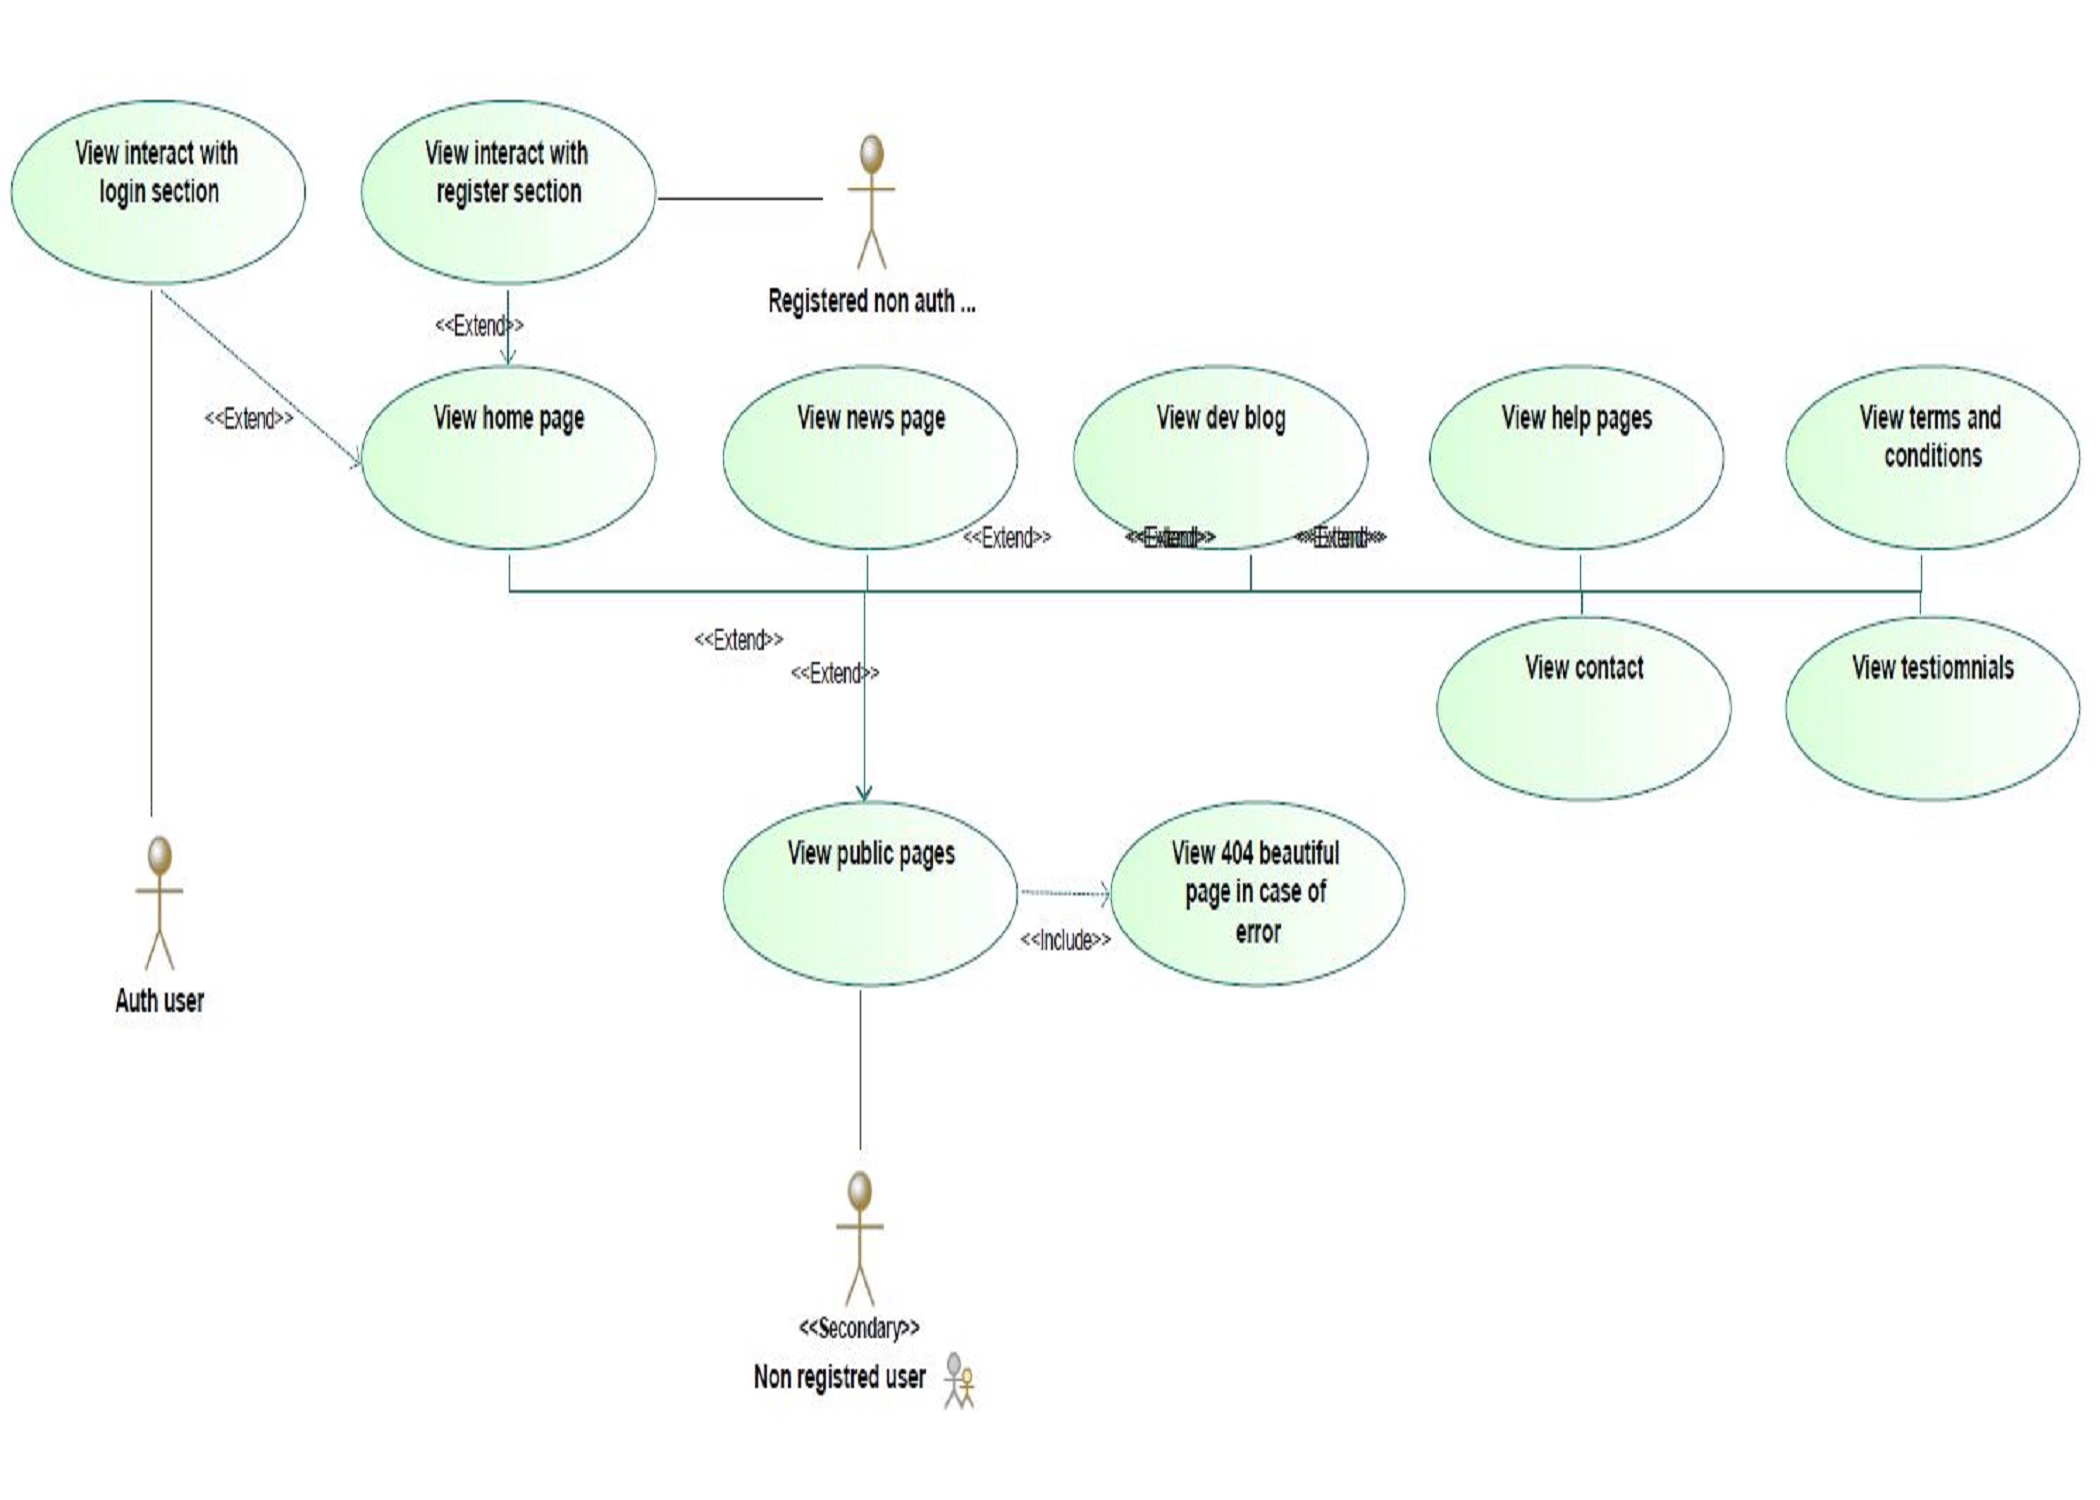 View interact with
login section
View interact with
register section
Registered non auth ...
<<Extend>>
<<Extend>>
View home page
View news page
View dev blog
View help pages
View terms and
conditions
<<Extend>>
<<Extend>>
<<Extend>>
View contact
View testiomnials
View public pages
View 404 beautiful
page in case of
error
<<Include>>
Auth user
<<Secondary>>
Non registred user